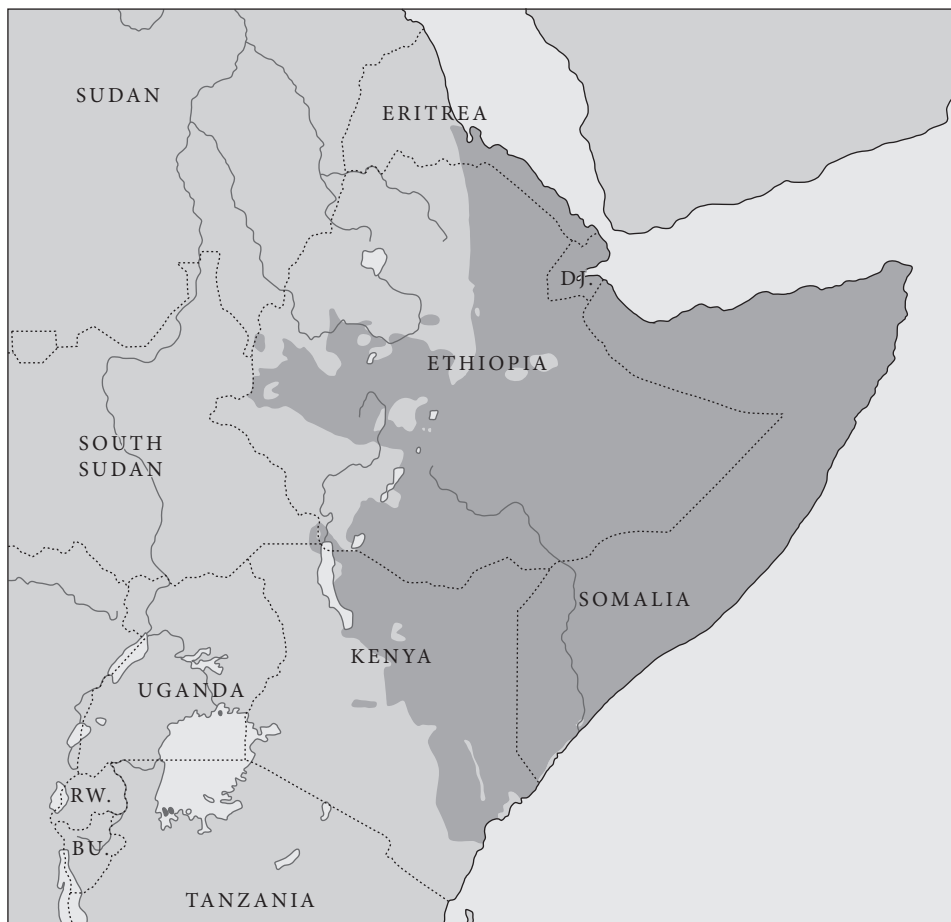 SUDAN
ERITREA
DJ.
ETHIOPIA
SOUTH
SUDAN
SOMALIA
KENYA
UGANDA
RW.
BU.
TANZANIA